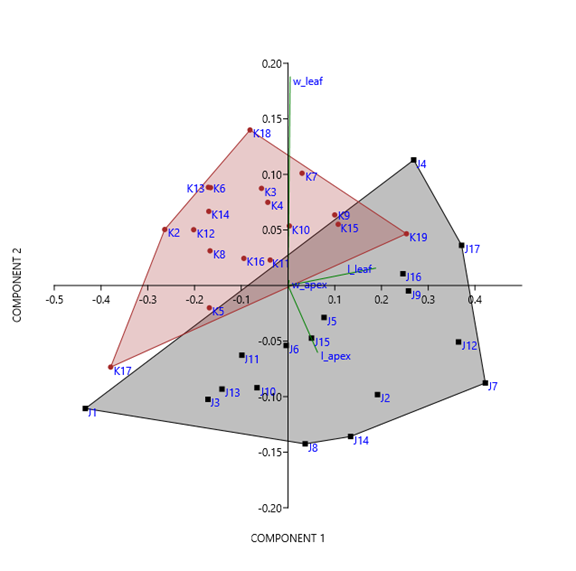 0.20
w_leaf
0.15
K18
J4
K7
0.10
K13
K6
K3
K4
K14
K9
K2
K12
0.05
K10
K15
K19
J17
K8
K16
K11
l_leaf
J16
-0.5
-0.4
-0.3
-0.2
-0.1
w_apex
0.1
0.2
0.3
0.4
J9
K5
J5
-0.05
J6
J15
J12
J11
l_apex
K17
J13
J10
-0.10
J2
J7
J3
J1
J8
J14
-0.15
-0.20
COMPONENT 2
COMPONENT 1